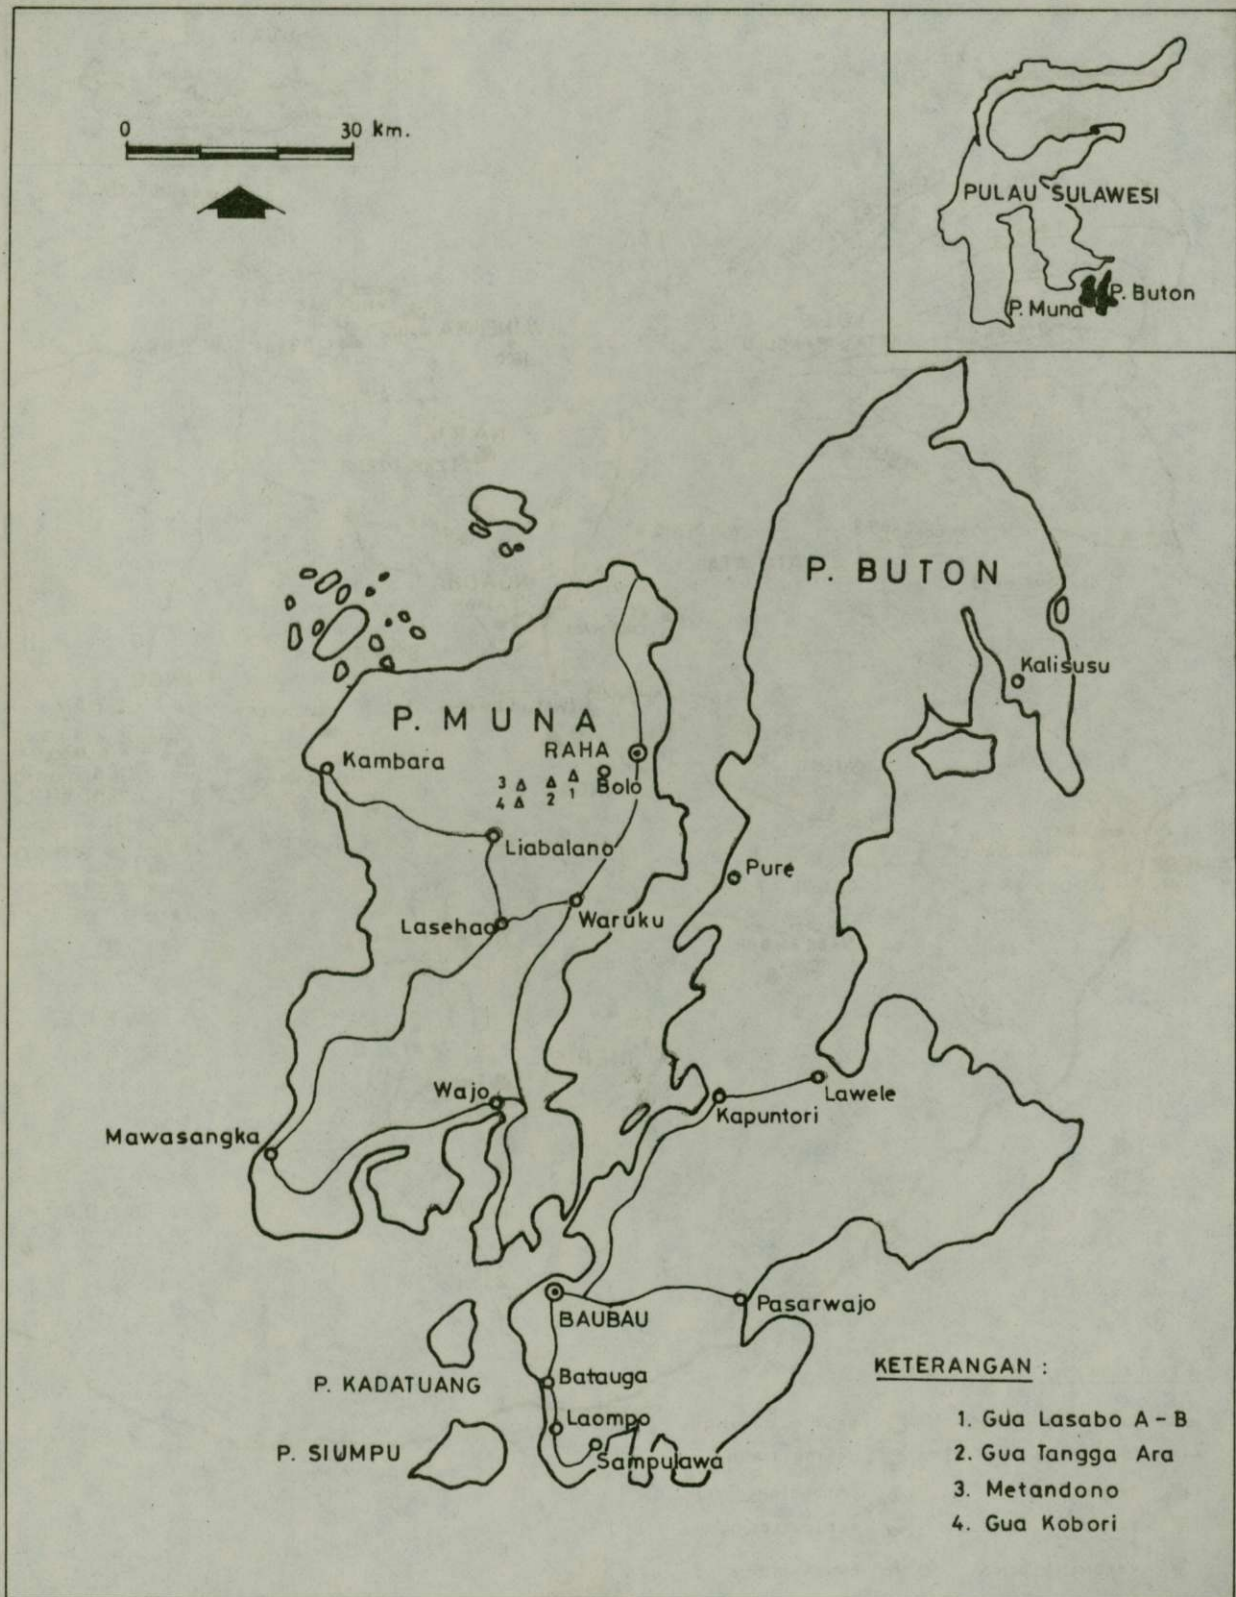 0 30 km.
PULAU SULAWESI
P. Muna
P. Buton
P. BUTON
Kalisusu
P. MUNA
RAHA
Kambara
3
4
2
1
Bolo
Liabalano
Pure
Lasehao
Waruku
Wajo
Lawele
Kapuntori
Mawasangka
BAUBAU
Pasarwajo
P. KADATUANG
Batauga
Laompo
P. SIUMPU
Sampulawa
KETERANGAN :
1. Gua Lasabo A - B
2. Gua Tangga Ara
3. Metandono
4. Gua Kobori